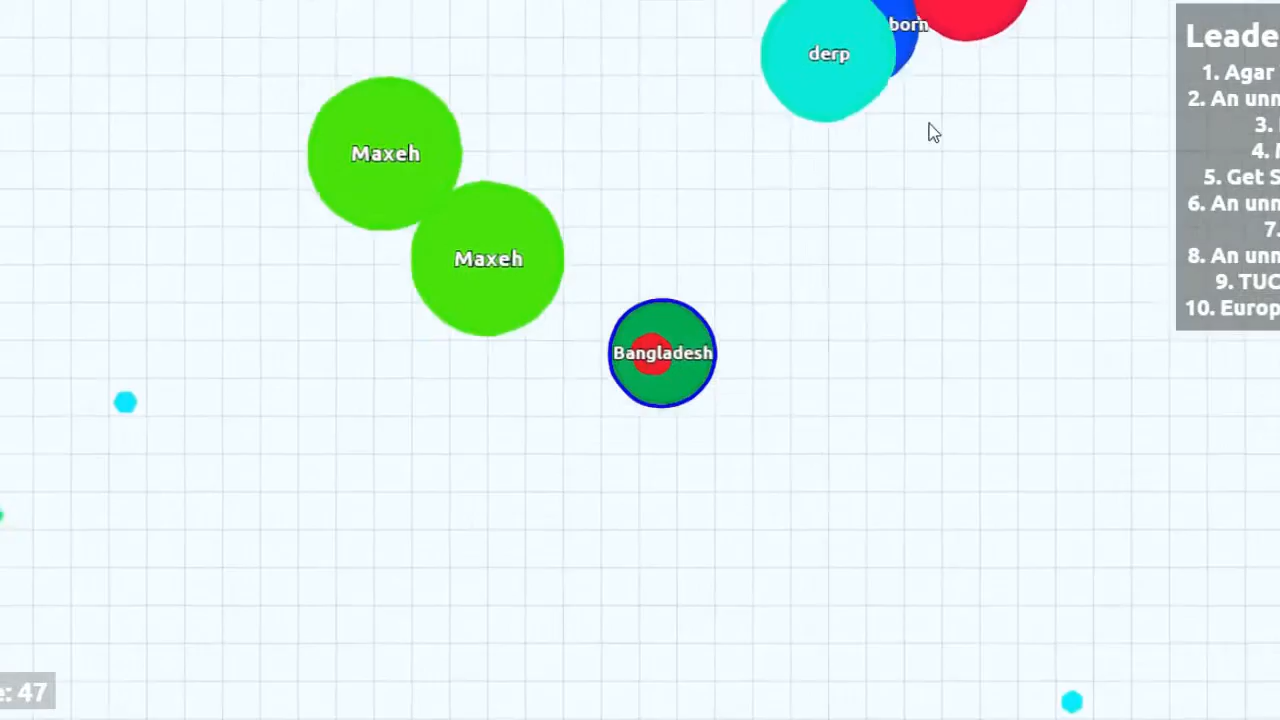 born
derp
Maxeh
Maxeh
Bangladesh
Leade
1. Agar
2. An unn
3.
4.
5. Get S
6. An unn
7.
8. An unn
9. TUC
10. Europ
e: 47